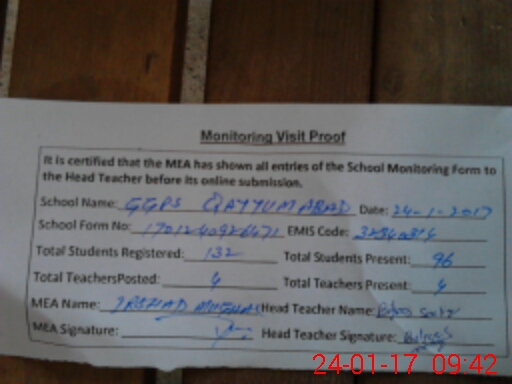 Monitoring Visit Proof
It is certified that the MEA has shown all entries of the School Monitoring Form to
the Head Teacher before its online submission.
School Name: GGPS QAYYUMABAD Date: 24-1-2017
School Form No: EMIS Code:
Total Students Registered: 132 Total Students Present: 96
Total TeachersPosted: 4 Total Teachers Present: 4
MEA Name: IRSHAD Head Teacher Name:
MEA Signature: Head Teacher Signature:
24-01-17 09:42